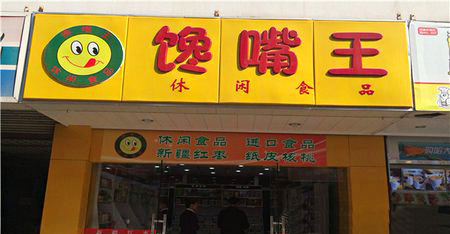 馋嘴王
休闲食品
休闲食品 进口食品
新疆红枣 纸皮核桃